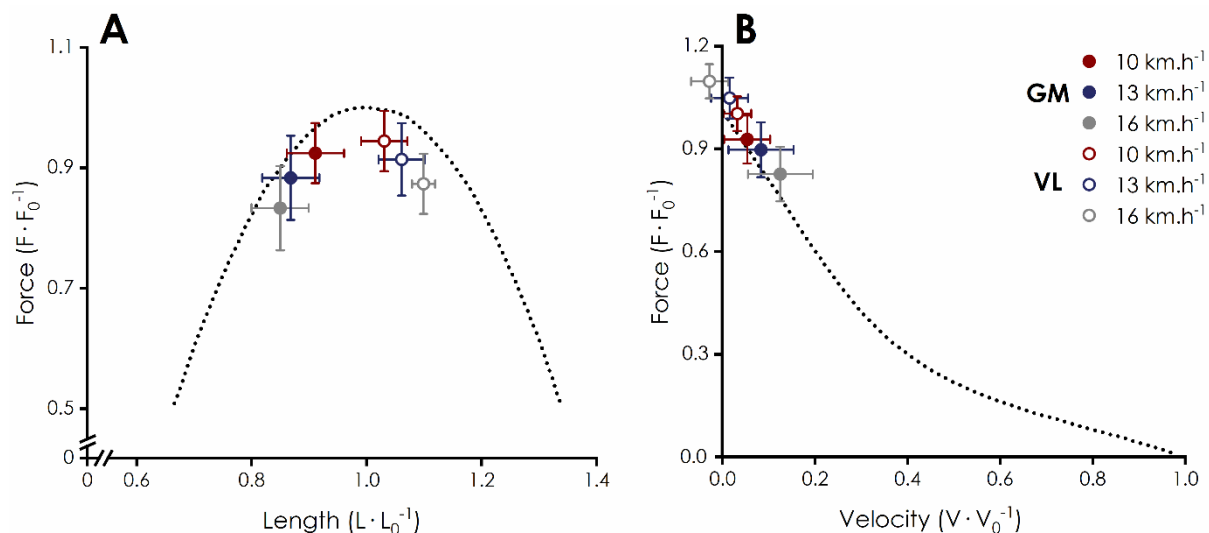 A
1.1
0.9
0.7
0.5
0
Force (F · F₀⁻¹)
0
0.6
0.8
1.0
1.2
1.4
Length (L · L₀⁻¹)
B
1.2
0.9
0.6
0.3
0.0
Force (F · F₀⁻¹)
0.0
0.2
0.4
0.6
0.8
1.0
Velocity (V · V₀⁻¹)
GM
10 km.h⁻¹
13 km.h⁻¹
16 km.h⁻¹
VL
10 km.h⁻¹
13 km.h⁻¹
16 km.h⁻¹